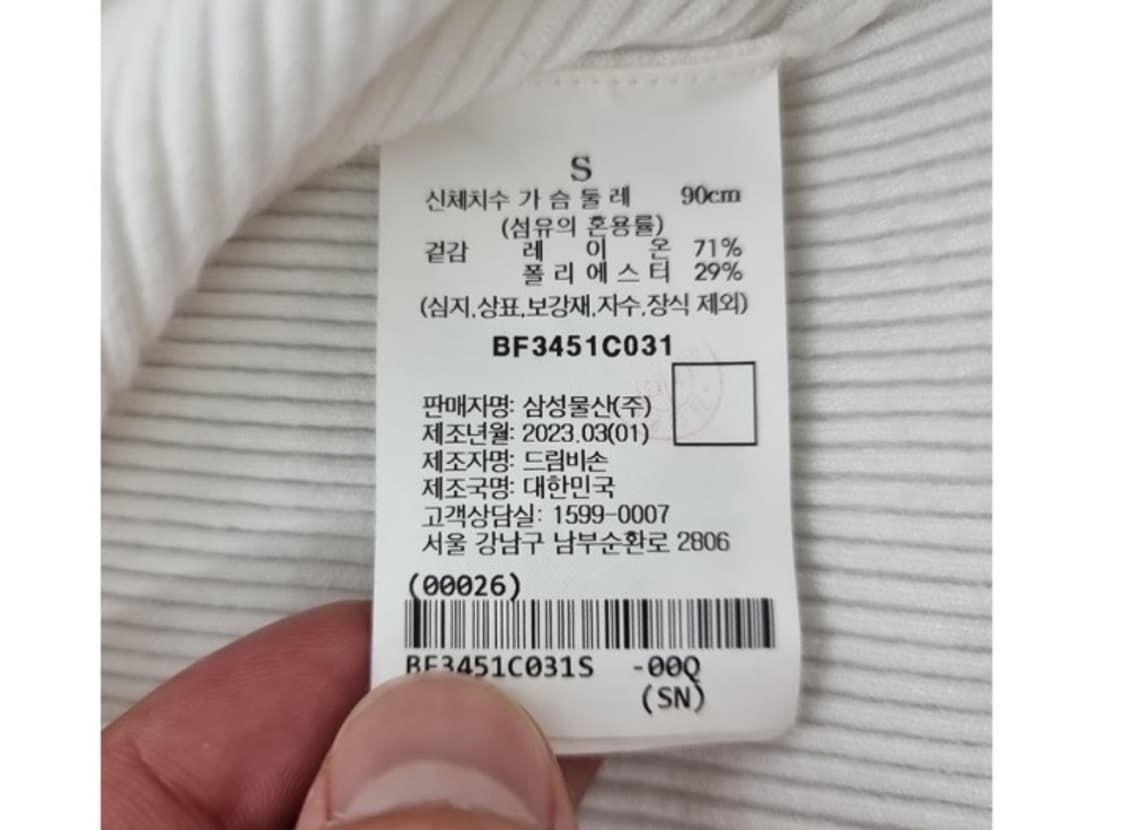 S
신체치수 가 슴 둘 레 90cm
(섬유의 혼용률)
겉감 레 이 온 71%
폴 리 에 스 터 29%
(심지,상표,보강재,자수,장식 제외)
BF3451C031
판매자명: 삼성물산(주)
제조년월: 2023.03(01)
제조자명: 드림비손
제조국명: 대한민국
고객상담실: 1599-0007
서울 강남구 남부순환로 2806
(00026)
BF3451C031S -00Q
(SN)